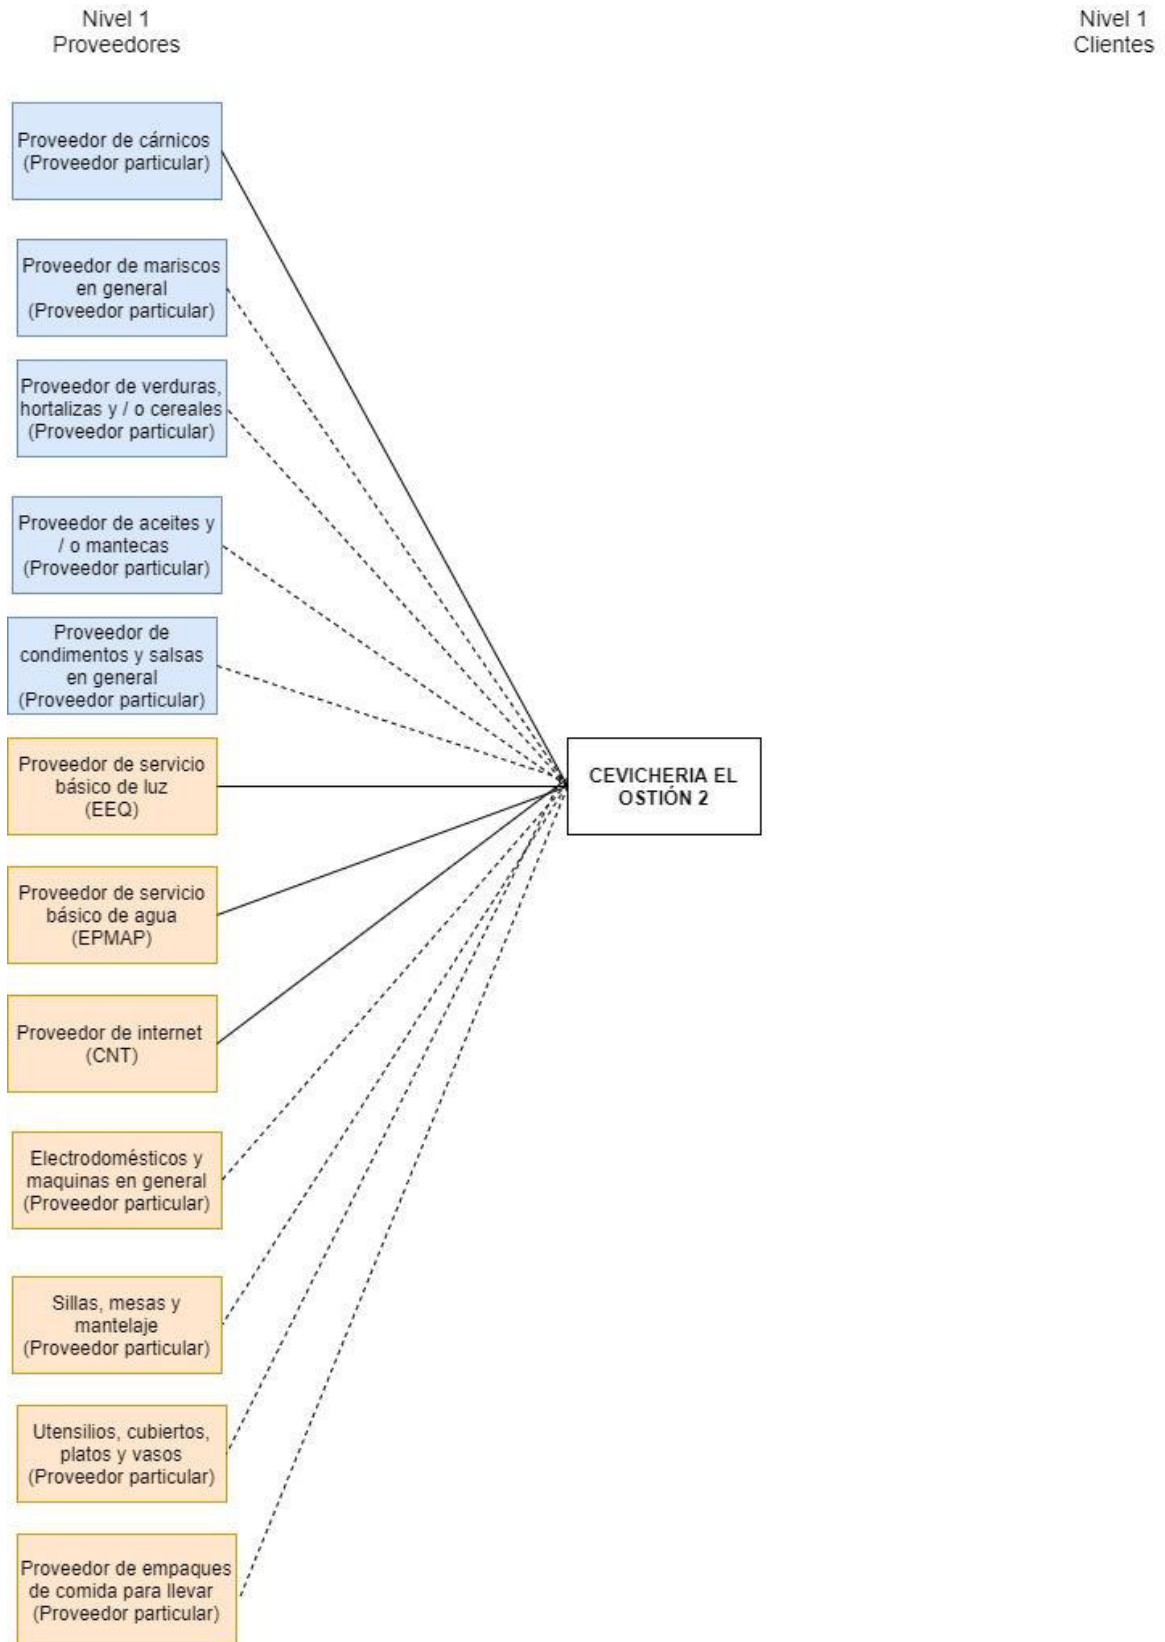 Nivel 1
Proveedores
Nivel 1
Clientes
Proveedor de cárnicos
(Proveedor particular)
Proveedor de mariscos
en general
(Proveedor particular)
Proveedor de verduras,
hortalizas y / o cereales
(Proveedor particular)
Proveedor de aceites y
/ o mantecas
(Proveedor particular)
Proveedor de
condimentos y salsas
en general
(Proveedor particular)
Proveedor de servicio
básico de luz
(EEQ)
CEVICHERIA EL
OSTIÓN 2
Proveedor de servicio
básico de agua
(EPMAP)
Proveedor de internet
(CNT)
Electrodomésticos y
maquinas en general
(Proveedor particular)
Sillas, mesas y
mantelaje
(Proveedor particular)
Utensilios, cubiertos,
platos y vasos
(Proveedor particular)
Proveedor de empaques
de comida para llevar
(Proveedor particular)